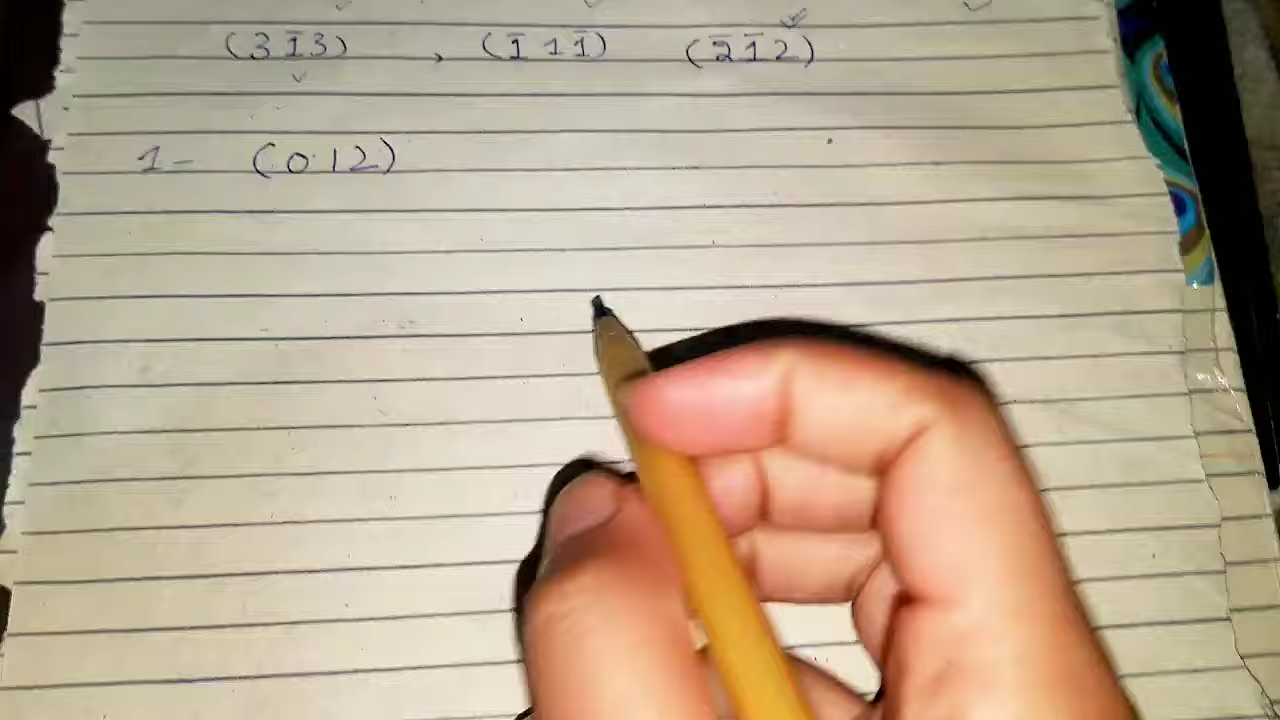 (3 1̄ 3) , (1̄ 1 1̄) (2̄ 1̄ 2)
1- (0 1 2)